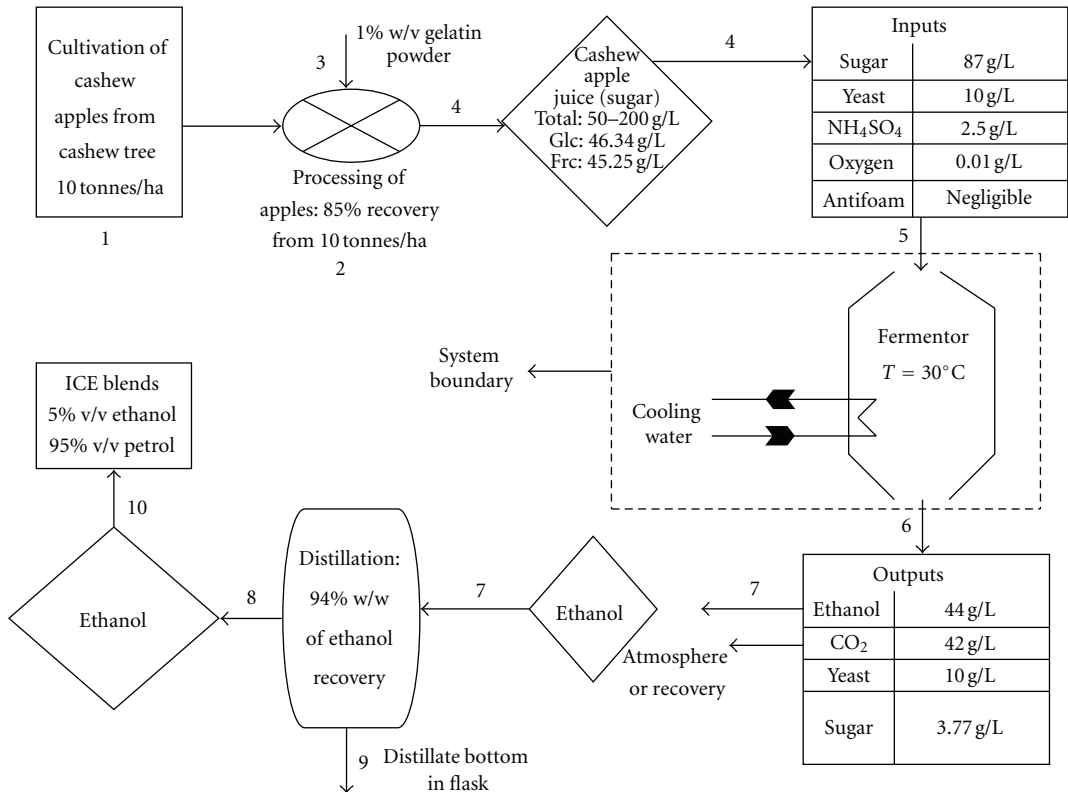 Cultivation of
cashew
apples from
cashew tree
10 tonnes/ha
1
3
1% w/v gelatin
powder
Processing of
apples: 85% recovery
from 10 tonnes/ha
2
4
Cashew
apple
juice (sugar)
Total: 50–200 g/L
Glc: 46.34 g/L
Frc: 45.25 g/L
4
Inputs
Sugar 87 g/L
Yeast 10 g/L
NH₄SO₄ 2.5 g/L
Oxygen 0.01 g/L
Antifoam Negligible
5
System
boundary
Fermentor
T = 30°C
Cooling
water
6
Outputs
Ethanol 44 g/L
CO₂ 42 g/L
Yeast 10 g/L
Sugar 3.77 g/L
7
Atmosphere
or recovery
Ethanol
7
Distillation:
94% w/w
of ethanol
recovery
9
Distillate bottom
in flask
8
Ethanol
10
ICE blends
5% v/v ethanol
95% v/v petrol